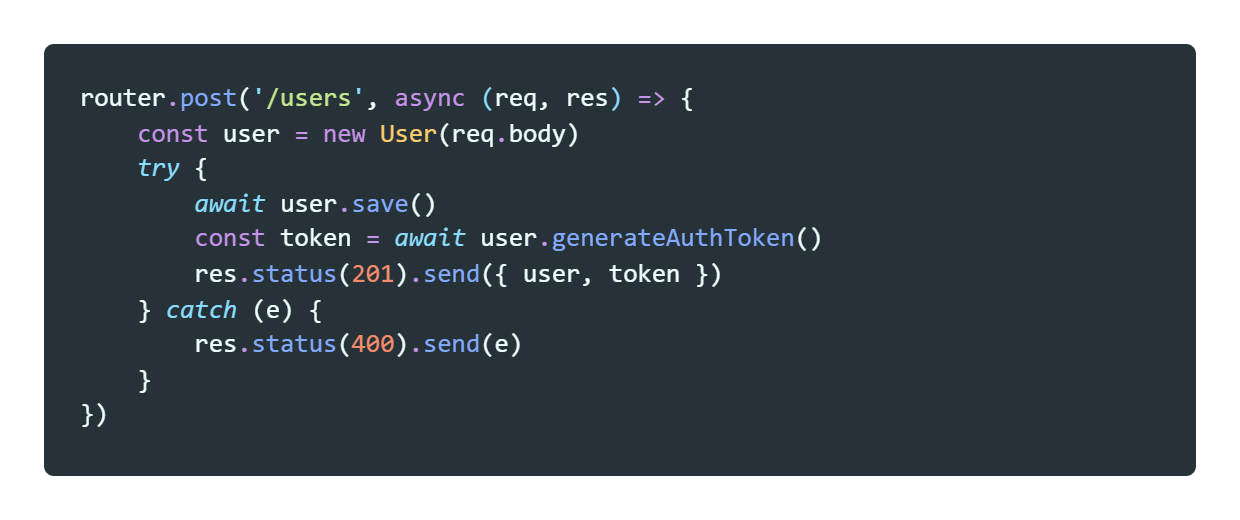 router.post('/users', async (req, res) => {
    const user = new User(req.body)
    try {
        await user.save()
        const token = await user.generateAuthToken()
        res.status(201).send({ user, token })
    } catch (e) {
        res.status(400).send(e)
    }
})